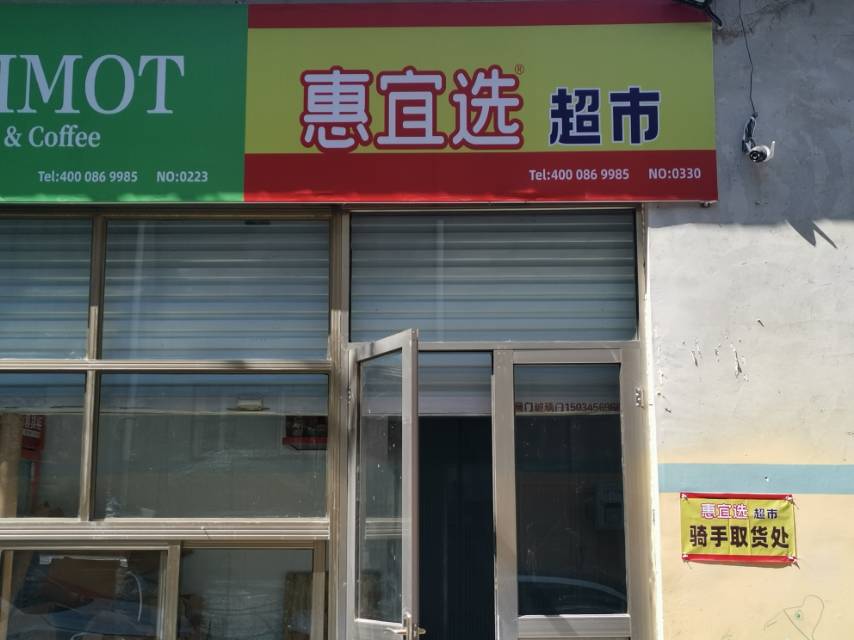 IMOT
& Coffee
Tel:400 086 9985 NO:0223
惠宜选® 超市
Tel:400 086 9985 NO:0330
惠宜选 超市
骑手取货处